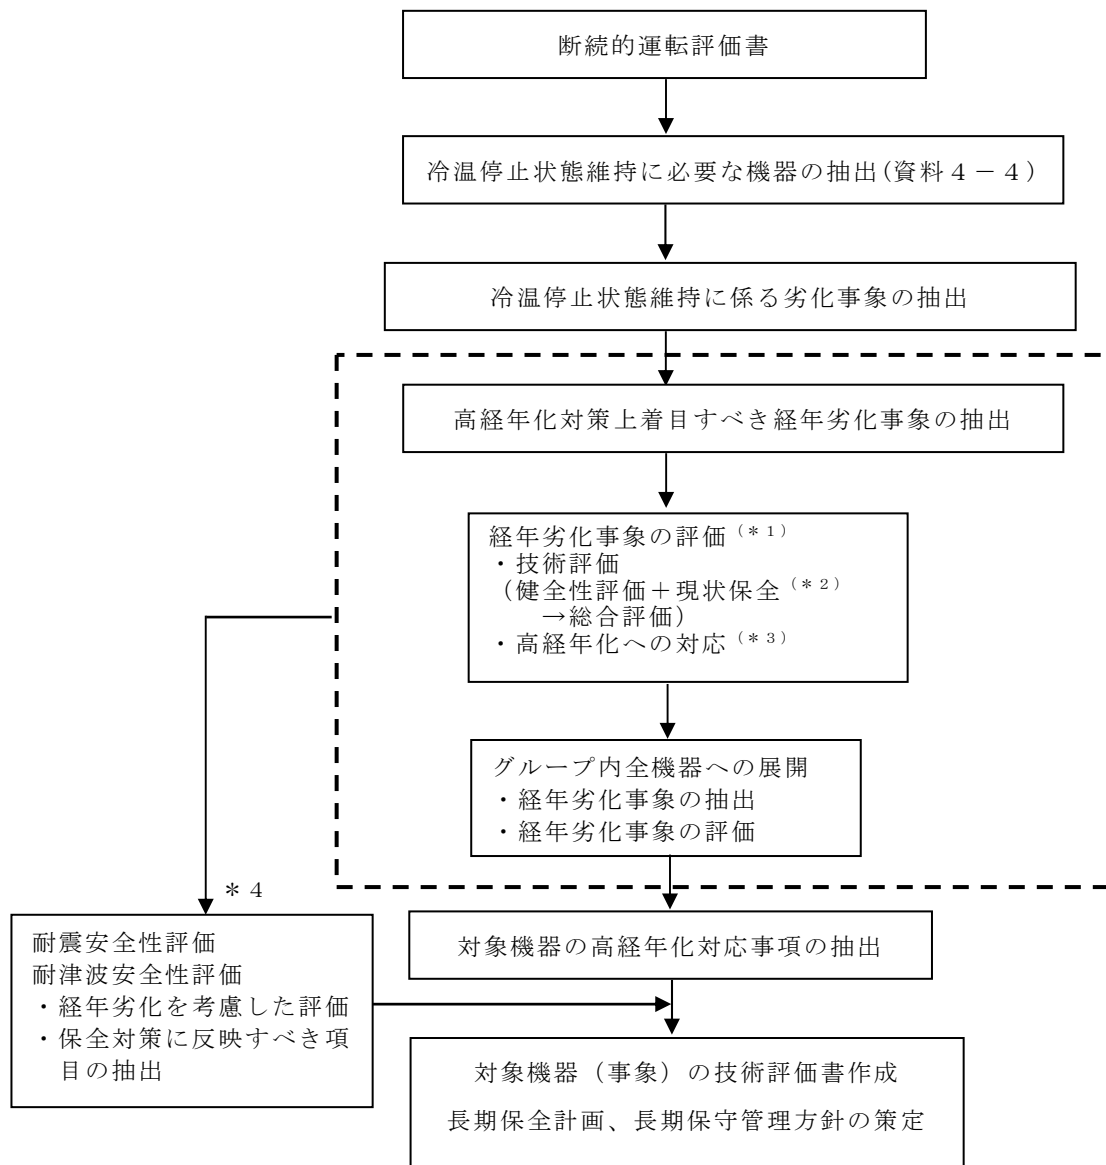 断続的運転評価書
冷温停止状態維持に必要な機器の抽出(資料4-4)
冷温停止状態維持に係る劣化事象の抽出
高経年化対策上着目すべき経年劣化事象の抽出
経年劣化事象の評価(*1)
・技術評価
(健全性評価+現状保全(*2)
→総合評価)
・高経年化への対応(*3)
グループ内全機器への展開
・経年劣化事象の抽出
・経年劣化事象の評価
*4
耐震安全性評価
耐津波安全性評価
・経年劣化を考慮した評価
・保全対策に反映すべき項
目の抽出
対象機器の高経年化対応事項の抽出
対象機器(事象)の技術評価書作成
長期保全計画、長期保守管理方針の策定